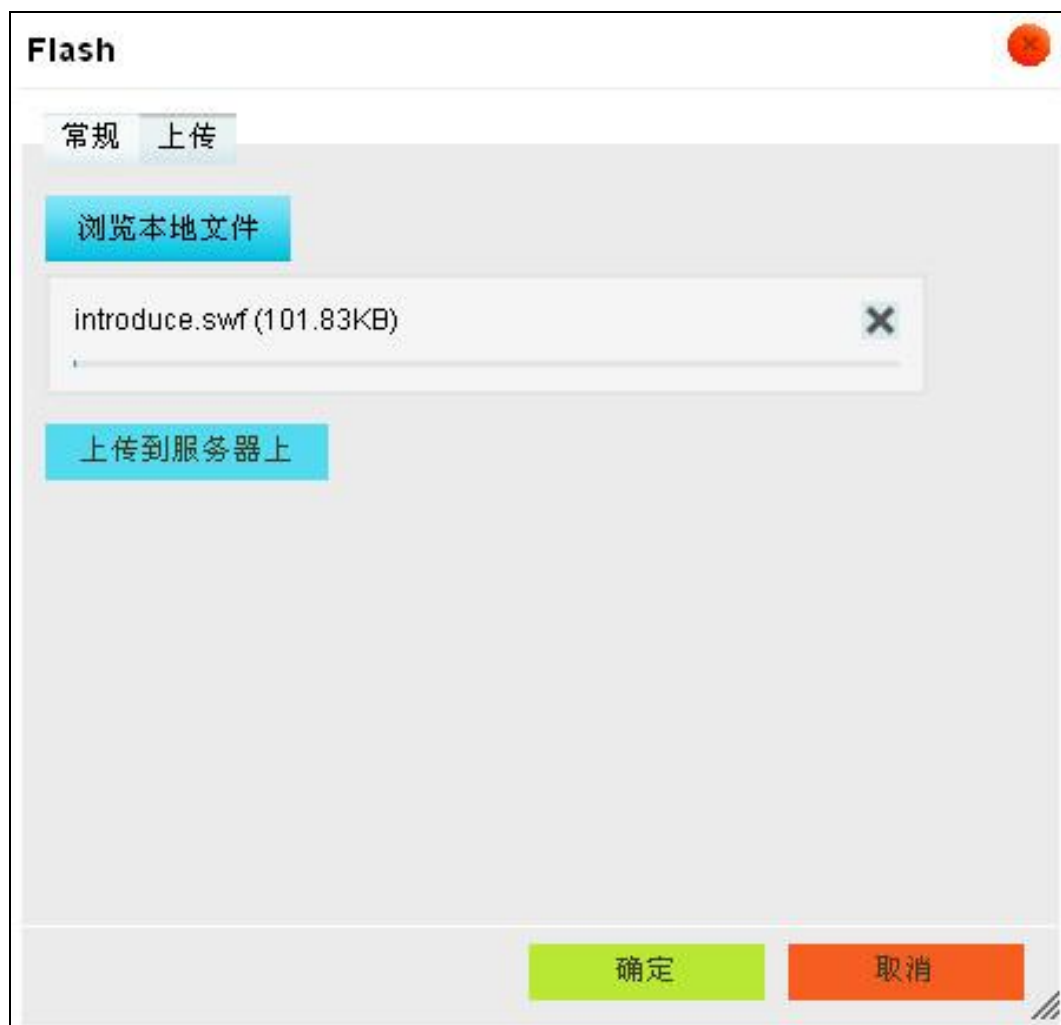 Flash
常规 上传
浏览本地文件
introduce.swf (101.83KB)
上传到服务器上
确定 取消